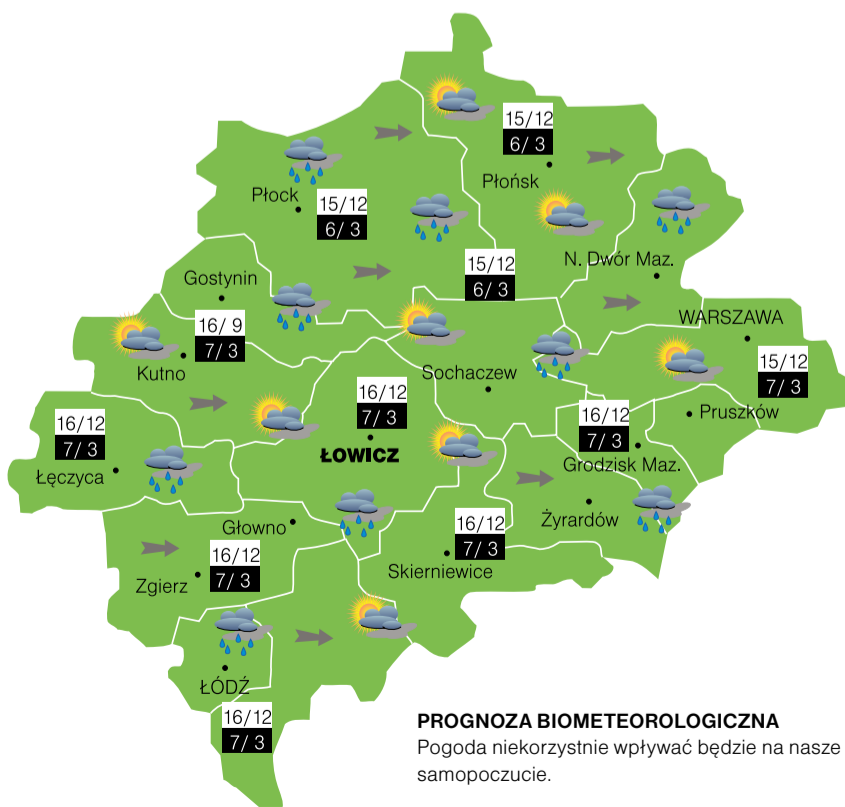 15/12
6/ 3
Płońsk
Płock
15/12
6/ 3
N. Dwór Maz.
15/12
6/ 3
Gostynin
16/ 9
7/ 3
Kutno
WARSZAWA
15/12
7/ 3
Sochaczew
16/12
7/ 3
ŁOWICZ
Pruszków
16/12
7/ 3
Grodzisk Maz.
16/12
7/ 3
Łęczyca
Żyrardów
Głowno
16/12
7/ 3
Skierniewice
16/12
7/ 3
Zgierz
ŁÓDŹ
16/12
7/ 3
PROGNOZA BIOMETEOROLOGICZNA
Pogoda niekorzystnie wpływać będzie na nasze
samopoczucie.